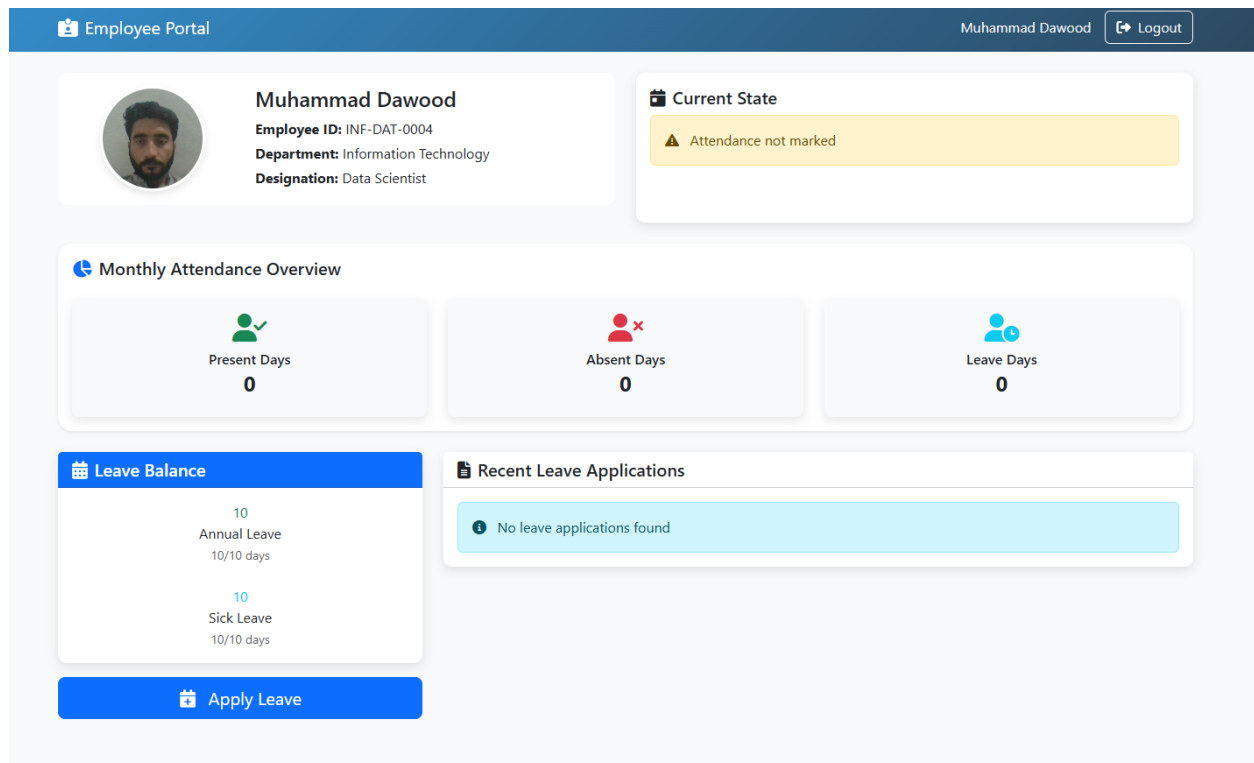 Employee Portal
Muhammad Dawood
Logout
Muhammad Dawood
Employee ID: INF-DAT-0004
Department: Information Technology
Designation: Data Scientist
Current State
Attendance not marked
Monthly Attendance Overview
Present Days
0
Absent Days
0
Leave Days
0
Leave Balance
10
Annual Leave
10/10 days
10
Sick Leave
10/10 days
Apply Leave
Recent Leave Applications
No leave applications found